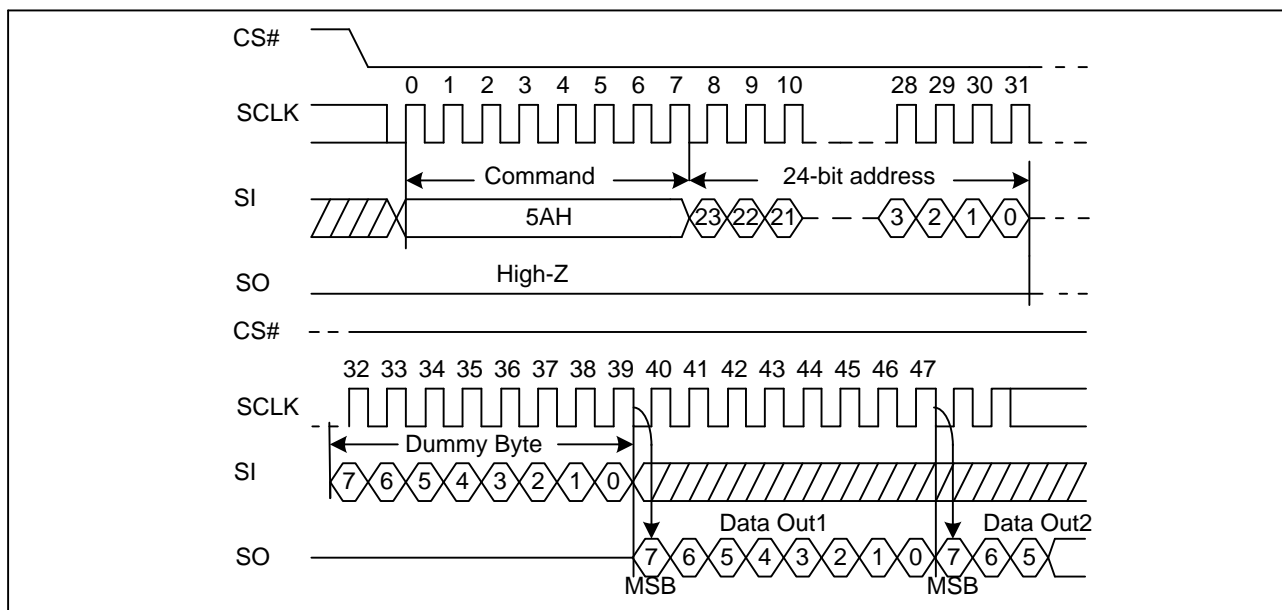 CS#
0 1 2 3 4 5 6 7 8 9 10 28 29 30 31
SCLK
Command 24-bit address
SI
5AH 23 22 21 3 2 1 0
High-Z
SO
CS#
32 33 34 35 36 37 38 39 40 41 42 43 44 45 46 47
SCLK
Dummy Byte
SI 7 6 5 4 3 2 1 0
Data Out1 Data Out2
SO 7 6 5 4 3 2 1 0 7 6 5
MSB MSB